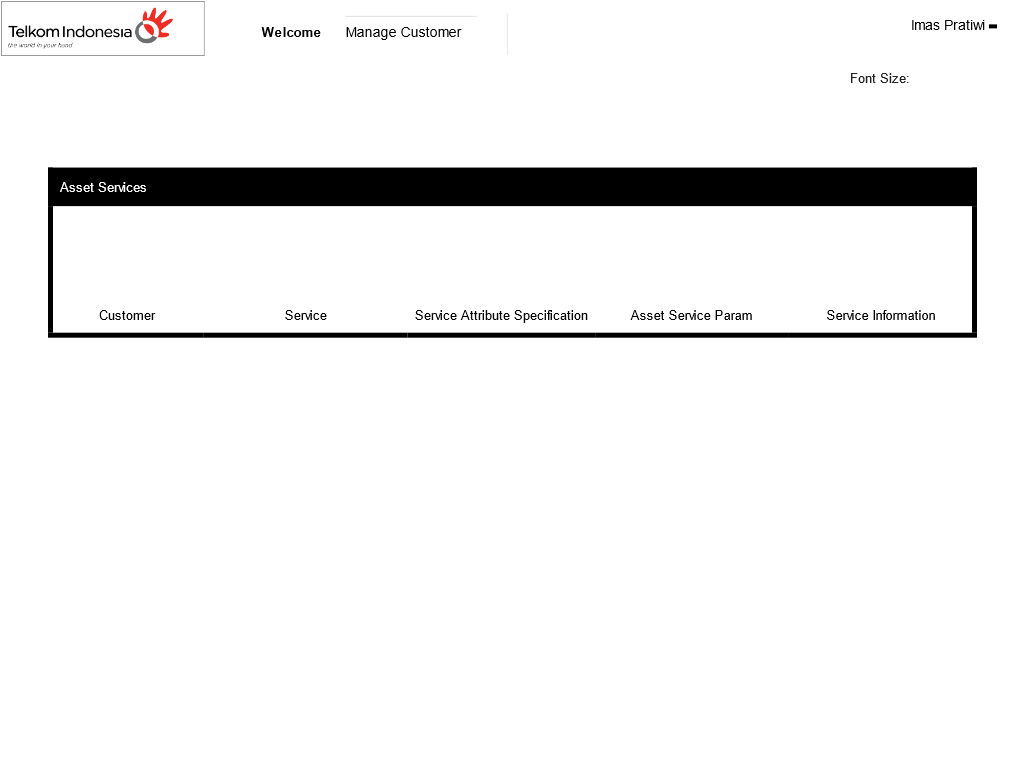 Telkom Indonesia
the world in your hand
Welcome
Manage Customer
Imas Pratiwi
Font Size:
Asset Services
Customer
Service
Service Attribute Specification
Asset Service Param
Service Information